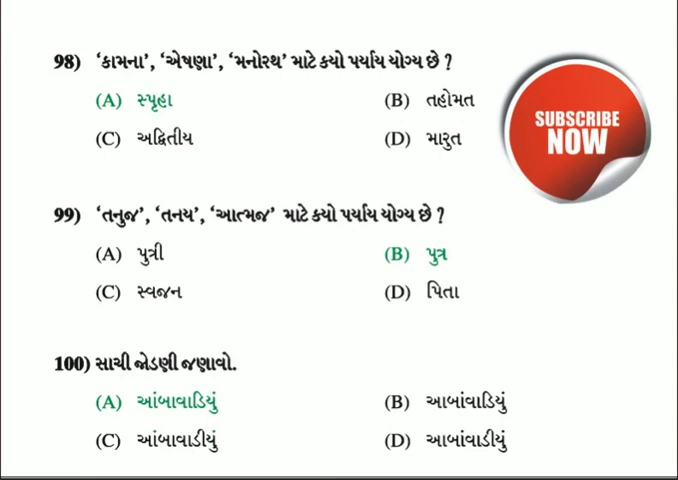 98) ‘કામના’, ‘એષણા’, ‘મનોરથ’ માટે કયો પર્યાય યોગ્ય છે ?
(A) સ્પૃહા (B) તહોમત
(C) અદ્વિતીય (D) મારુત
SUBSCRIBE
NOW
99) ‘તનુજ’, ‘તનય’, ‘આત્મજ’ માટે કયો પર્યાય યોગ્ય છે ?
(A) પુત્રી (B) પુત્ર
(C) સ્વજન (D) પિતા
100) સાચી જોડણી જણાવો.
(A) આંબાવાડિયું (B) આબાંવાડિયું
(C) આંબાવાડીયું (D) આબાંવાડીયું